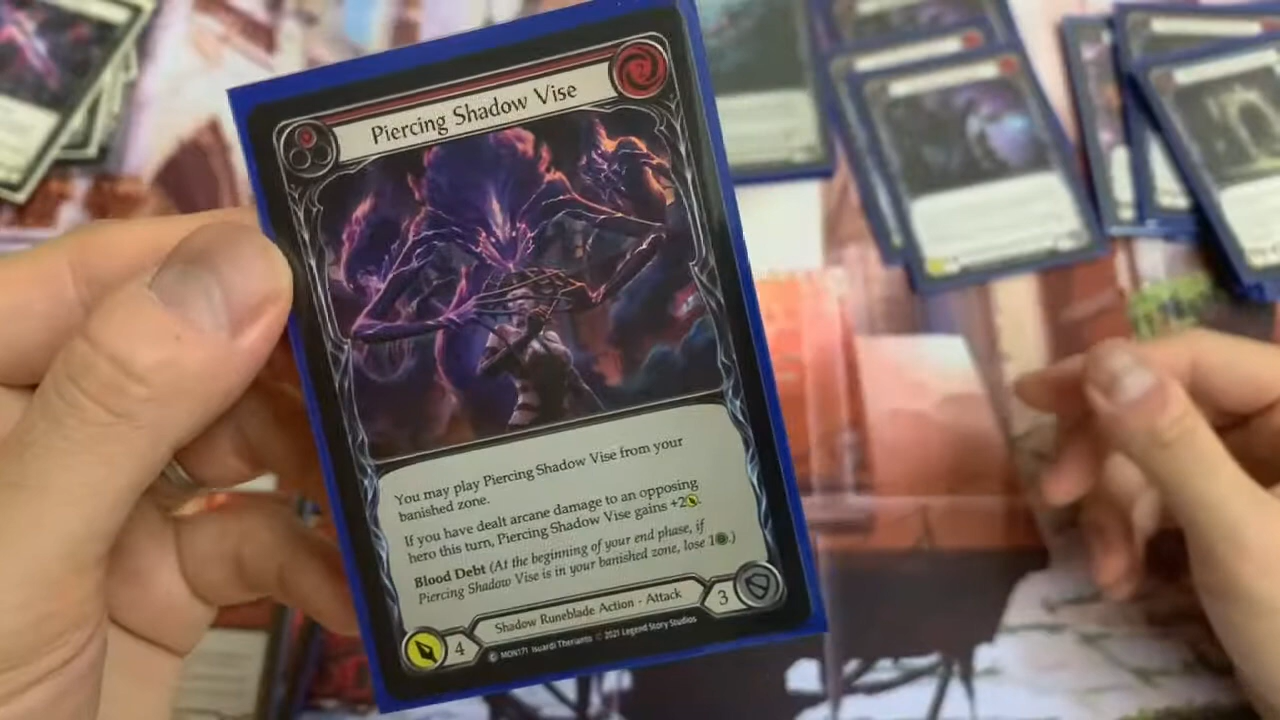 Piercing Shadow Vise
You may play Piercing Shadow Vise from your
banished zone.
If you have dealt arcane damage to an opposing
hero this turn, Piercing Shadow Vise gains +2.
Blood Debt (At the beginning of your end phase, if
Piercing Shadow Vise is in your banished zone, lose 1.)
4
Shadow Runeblade Action - Attack
3
C MON171 Isuardi Therianto © 2021 Legend Story Studios